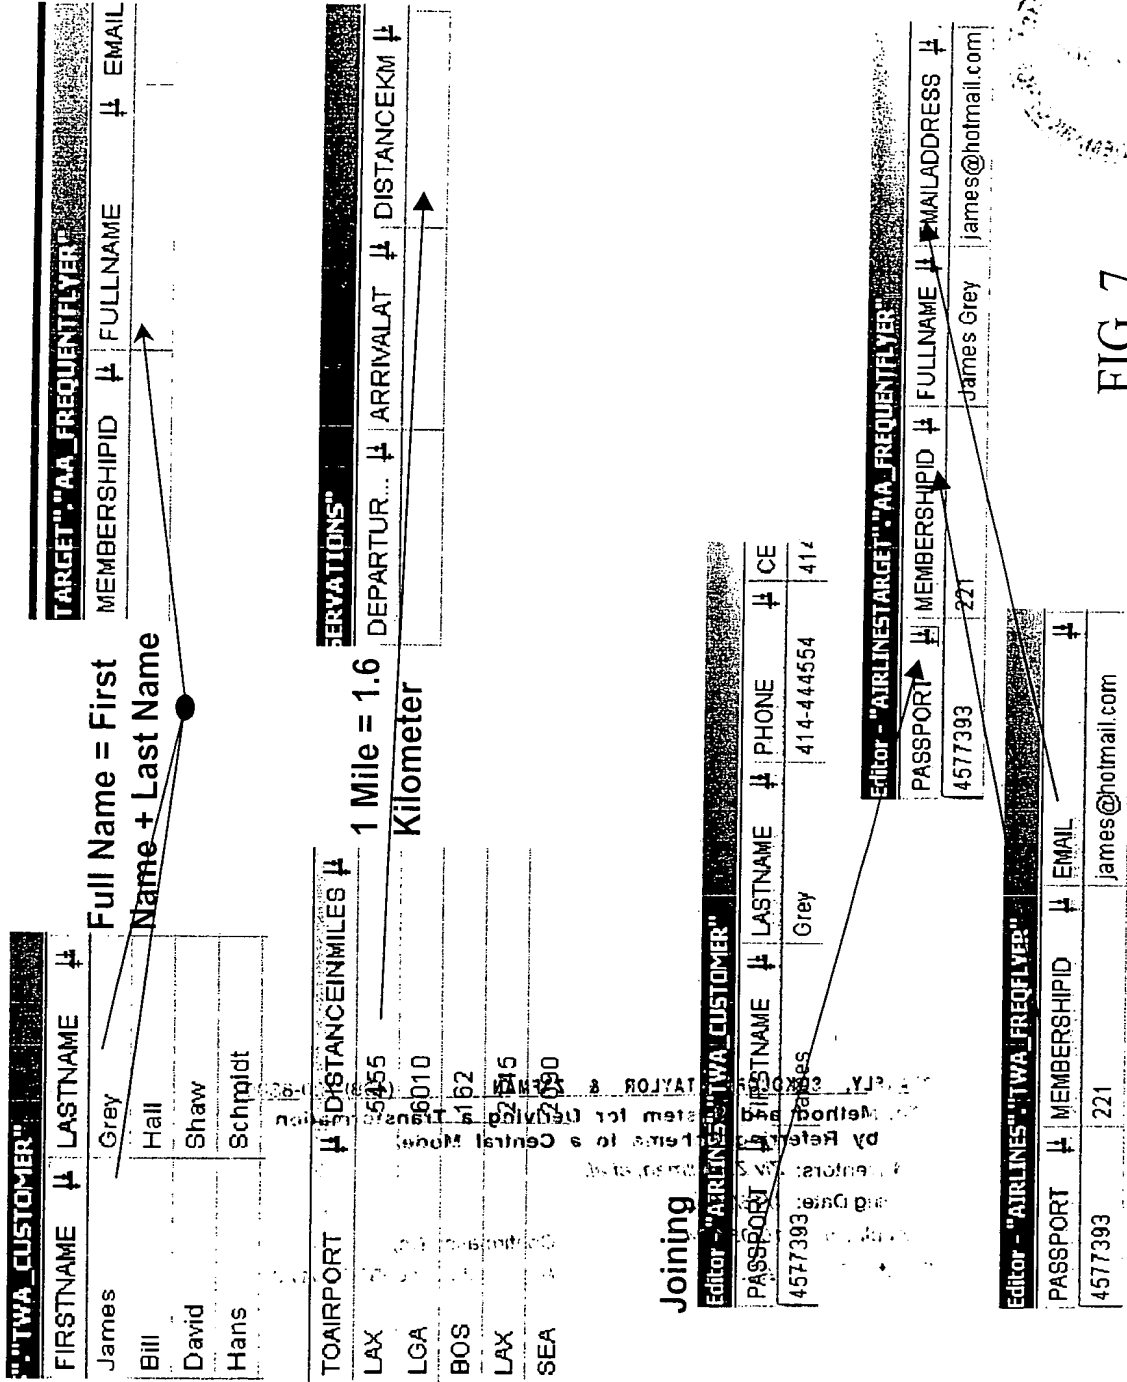 "."TWA_CUSTOMER"
FIRSTNAME LASTNAME
James Grey
Bill Hall
David Shaw
Hans Schmidt
Full Name = First
Name + Last Name
TARGET"."AA_FREQUENTFLYER"
MEMBERSHIPID FULLNAME EMAIL
TOAIRPORT DISTANCEINMILES
LAX
LGA 6010
BOS 162
LAX
SEA
1 Mile = 1.6
Kilometer
SERVATIONS"
DEPARTUR... ARRIVALAT DISTANCEKM
Joining
Editor - "AIRLINES"."TWA_CUSTOMER"
PASSPORT FIRSTNAME LASTNAME PHONE CE
4577393 James Grey 414-444554 414
Editor - "AIRLINESTARGET"."AA_FREQUENTFLYER"
PASSPORT MEMBERSHIPID FULLNAME EMAILADDRESS
4577393 221 James Grey james@hotmail.com
Editor - "AIRLINES"."TWA_FREQFLYER"
PASSPORT MEMBERSHIPID EMAIL
4577393 221 james@hotmail.com
TAYLOR & ZAFMAN
Method and System for Deriving a Transformation
by Referring Schema to a Central Model
FIG. 7